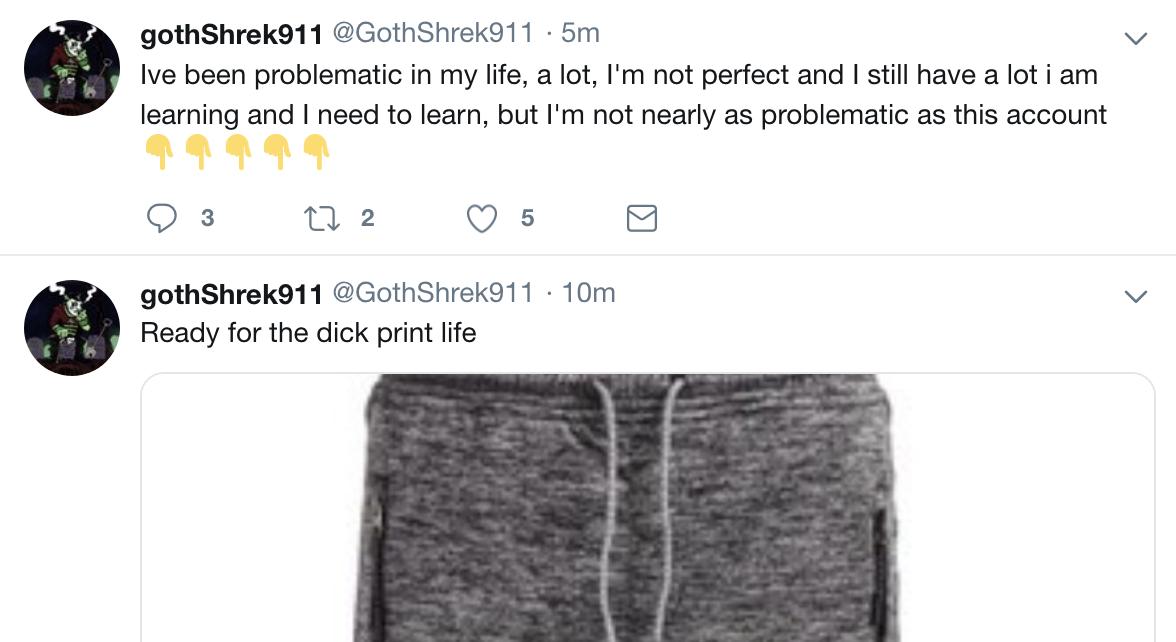 gothShrek911 @GothShrek911 · 5m
Ive been problematic in my life, a lot, I'm not perfect and I still have a lot i am
learning and I need to learn, but I'm not nearly as problematic as this account
👇👇👇👇👇
3 2 5
gothShrek911 @GothShrek911 · 10m
Ready for the dick print life